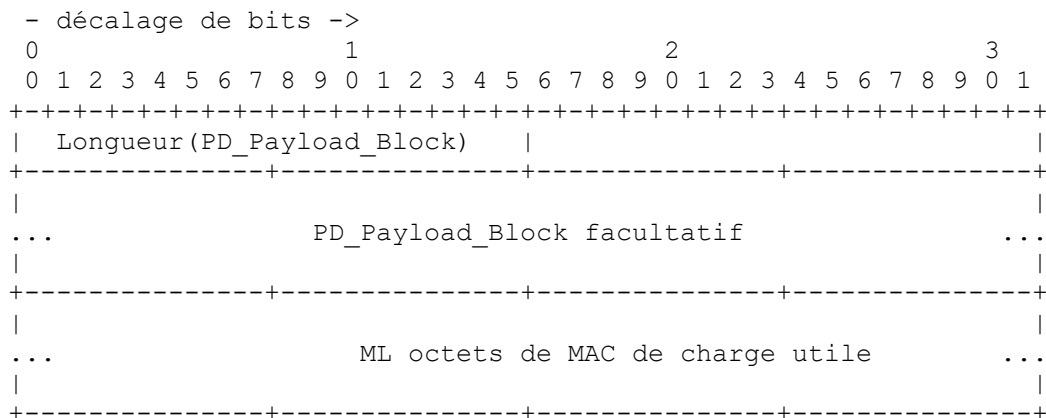 - décalage de bits ->
0 1 2 3
0 1 2 3 4 5 6 7 8 9 0 1 2 3 4 5 6 7 8 9 0 1 2 3 4 5 6 7 8 9 0 1
+-+-+-+-+-+-+-+-+-+-+-+-+-+-+-+-+-+-+-+-+-+-+-+-+-+-+-+-+-+-+-+-+
| Longueur(PD_Payload_Block) | |
+---------------+---------------+---------------+---------------+
| |
... PD_Payload_Block facultatif ...
| |
+---------------+---------------+---------------+---------------+
| |
... ML octets de MAC de charge utile ...
| |
+---------------+---------------+---------------+---------------+